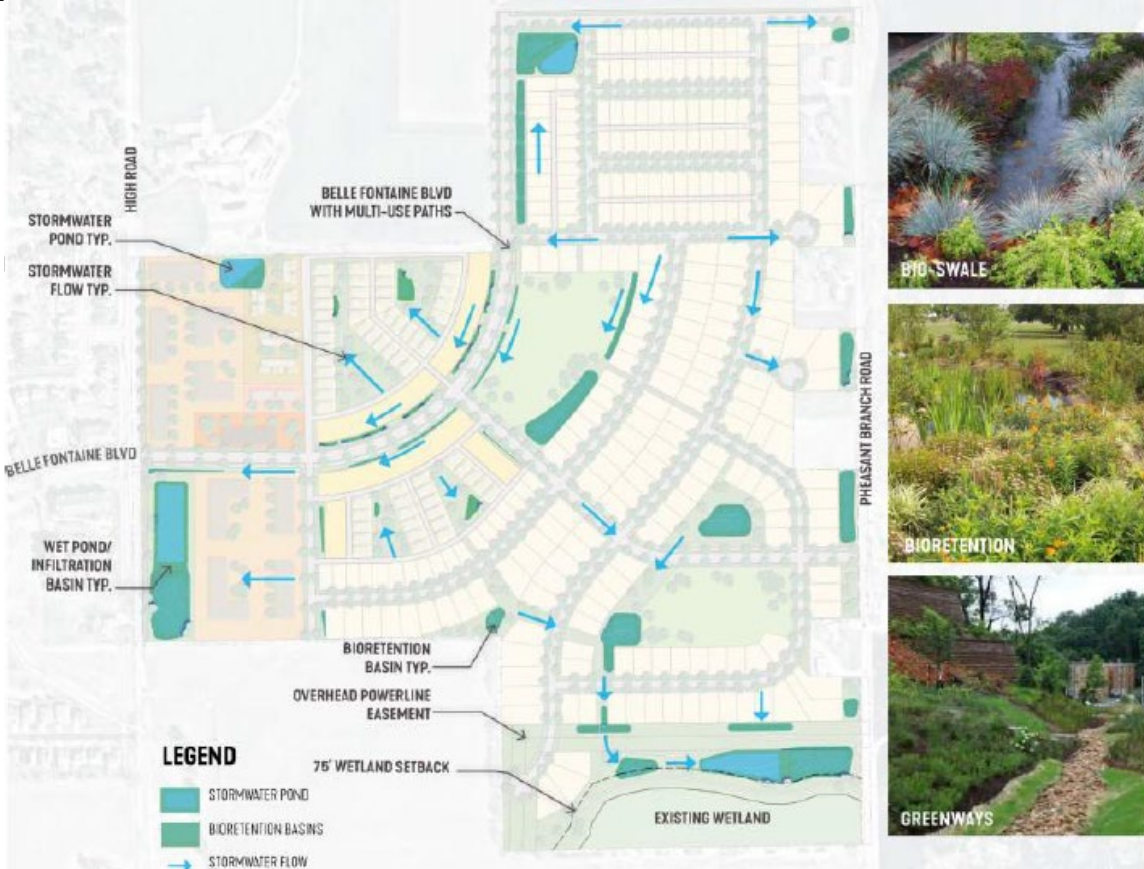 HIGH ROAD
BELLE FONTAINE BLVD
WITH MULTI-USE PATHS
STORMWATER
POND TYP.
STORMWATER
FLOW TYP.
BIO-SWALE
PHEASANT BRANCH ROAD
BELLE FONTAINE BLVD
WET POND/
INFILTRATION
BASIN TYP.
BIORETENTION
BIORETENTION
BASIN TYP.
OVERHEAD POWERLINE
EASEMENT
75' WETLAND SETBACK
EXISTING WETLAND
GREENWAYS
LEGEND
STORMWATER POND
BIORETENTION BASINS
STORMWATER FLOW